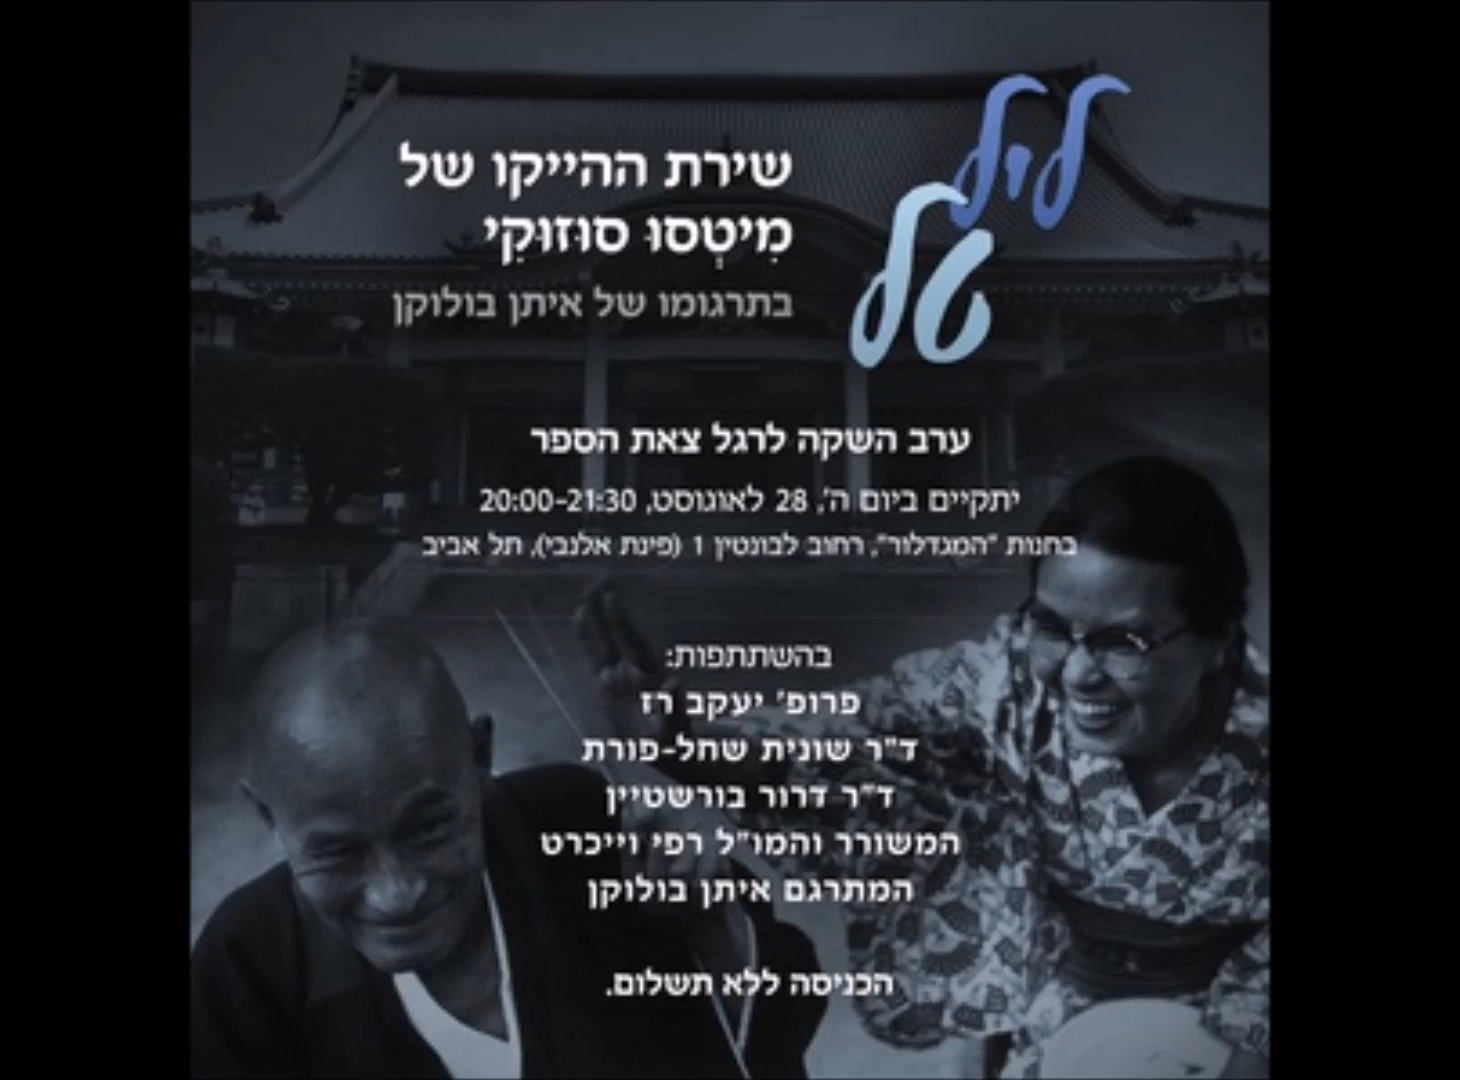 ליל
טל
שירת ההייקו של
מִיטְסוּ סוּזוּקִי
בתרגומו של איתן בולוקן
ערב השקה לרגל צאת הספר
יתקיים ביום ה', 28 לאוגוסט, 20:00-21:30
בחנות "המגדלור", רחוב לבונטין 1 (פינת אלנבי), תל אביב
בהשתתפות:
פרופ' יעקב רז
ד"ר שונית שחל-פורת
ד"ר דרור בורשטיין
המשורר והמו"ל רפי וייכרט
המתרגם איתן בולוקן
הכניסה ללא תשלום.